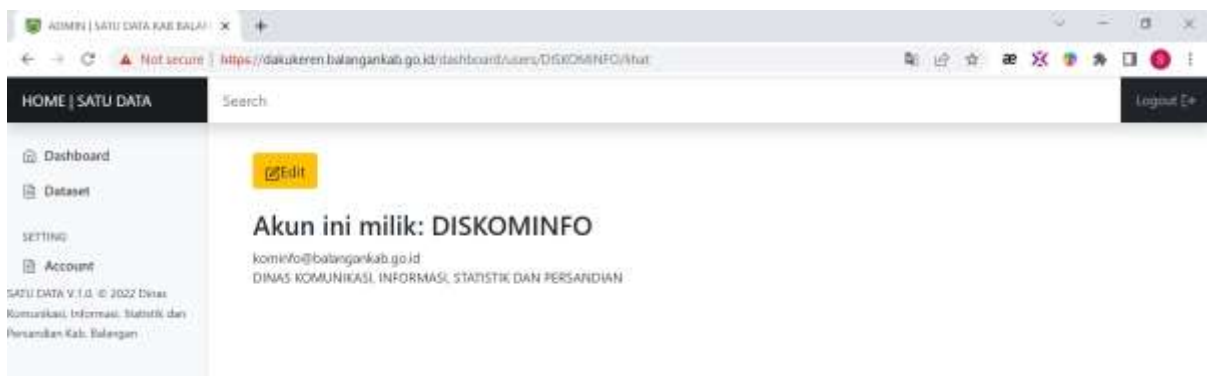 ADMIN | SATU DATA KAB BALAN
Not secure | https://dakukeren.balangankab.go.id/dashboard/users/DISKOMINFO/lihat
HOME | SATU DATA
Search
Logout
Dashboard
Dataset
SETTING
Account
SATU DATA V.1.0. © 2022 Dinas
Komunikasi, Informasi, Statistik dan
Persandian Kab. Balangan
Edit
Akun ini milik: DISKOMINFO
kominfo@balangankab.go.id
DINAS KOMUNIKASI, INFORMASI, STATISTIK DAN PERSANDIAN